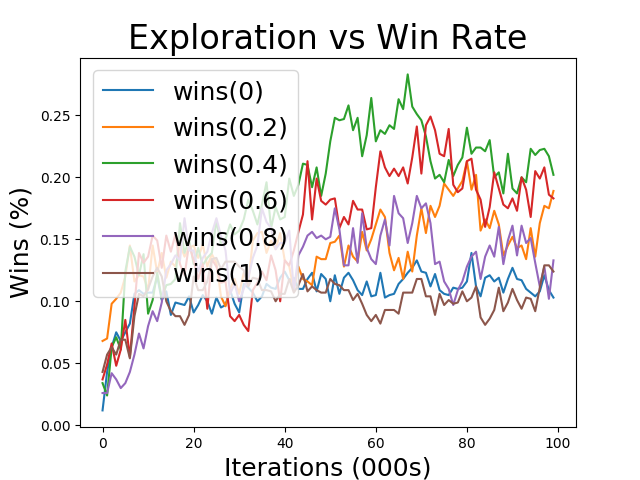 Exploration vs Win Rate
wins(0)
wins(0.2)
wins(0.4)
wins(0.6)
wins(0.8)
wins(1)
0.25
0.20
0.15
0.10
0.05
0.00
Wins (%)
0 20 40 60 80 100
Iterations (000s)